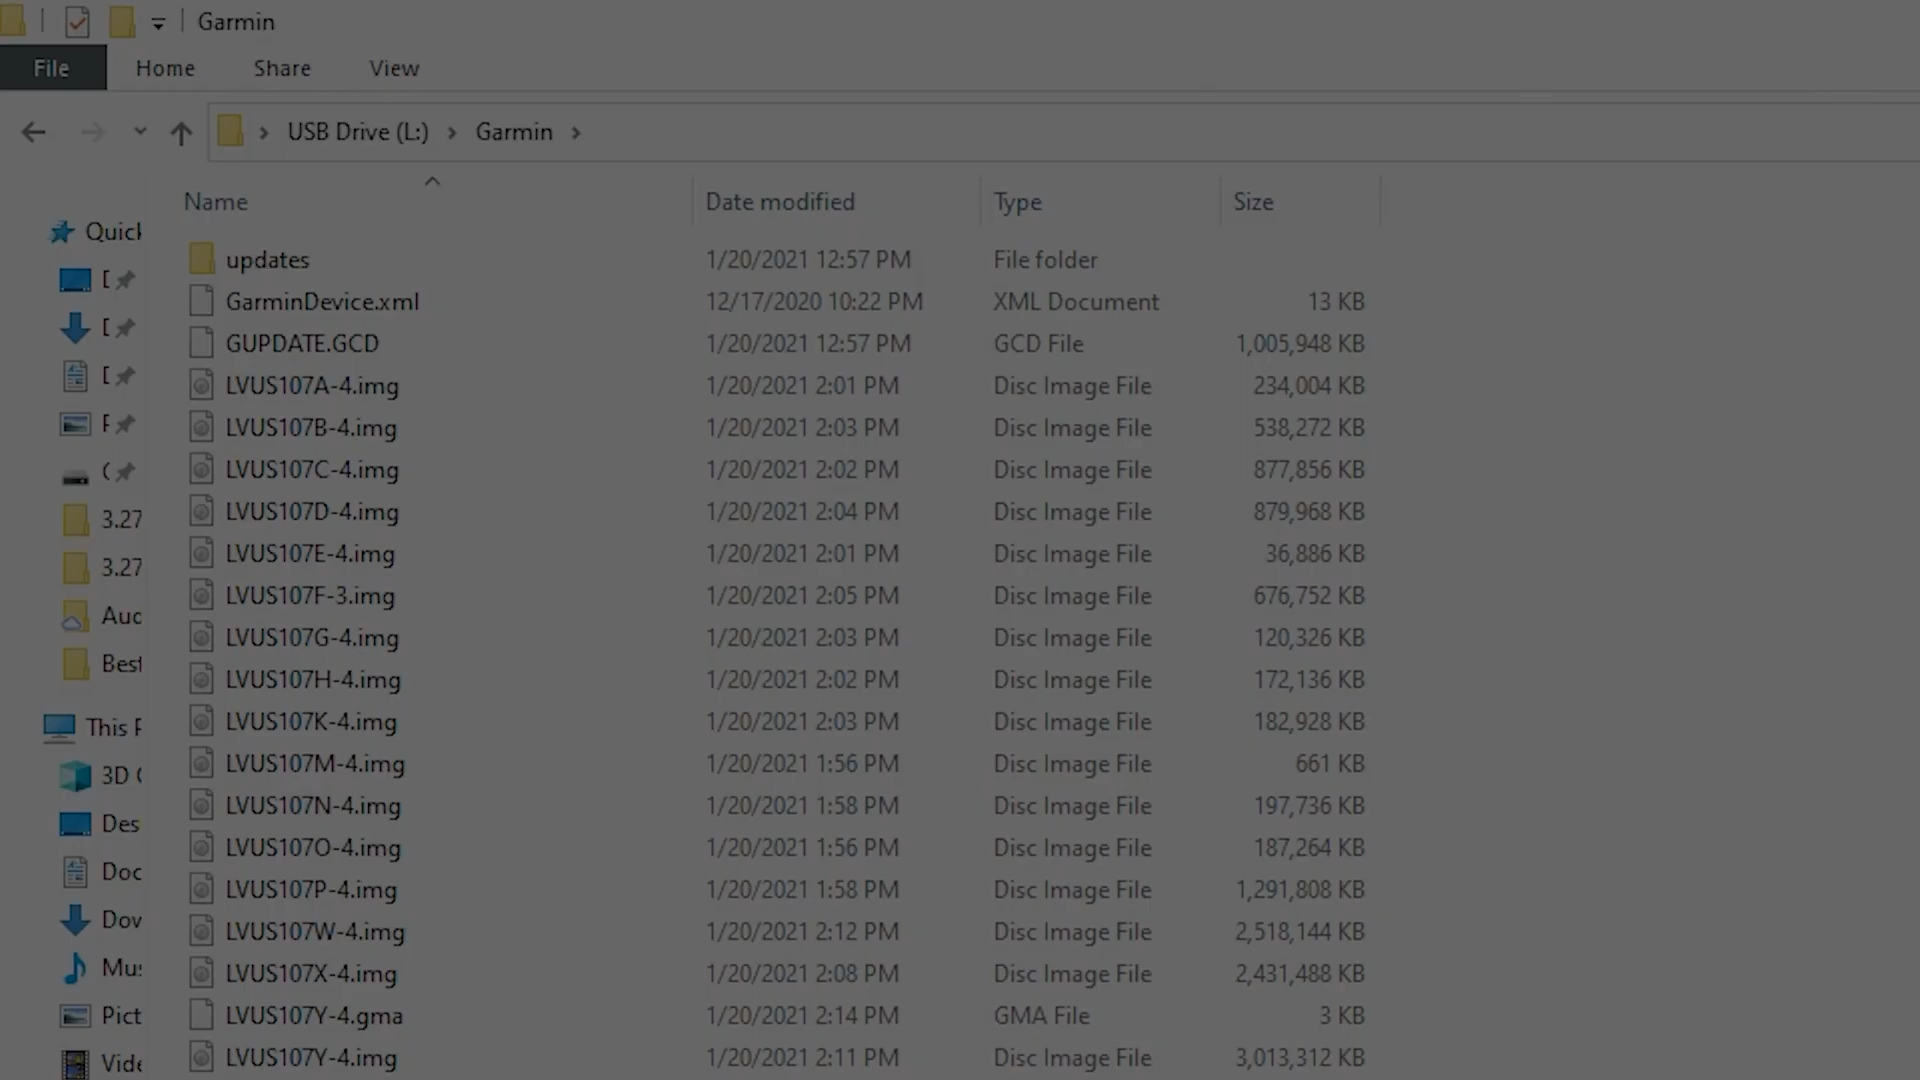 Garmin
File Home Share View
USB Drive (L:) Garmin
Name Date modified Type Size
updates 1/20/2021 12:57 PM File folder
GarminDevice.xml 12/17/2020 10:22 PM XML Document 13 KB
GUPDATE.GCD 1/20/2021 12:57 PM GCD File 1,005,948 KB
LVUS107A-4.img 1/20/2021 2:01 PM Disc Image File 234,004 KB
LVUS107B-4.img 1/20/2021 2:03 PM Disc Image File 538,272 KB
LVUS107C-4.img 1/20/2021 2:02 PM Disc Image File 877,856 KB
LVUS107D-4.img 1/20/2021 2:04 PM Disc Image File 879,968 KB
LVUS107E-4.img 1/20/2021 2:01 PM Disc Image File 36,886 KB
LVUS107F-3.img 1/20/2021 2:05 PM Disc Image File 676,752 KB
LVUS107G-4.img 1/20/2021 2:03 PM Disc Image File 120,326 KB
LVUS107H-4.img 1/20/2021 2:02 PM Disc Image File 172,136 KB
LVUS107K-4.img 1/20/2021 2:03 PM Disc Image File 182,928 KB
LVUS107M-4.img 1/20/2021 1:56 PM Disc Image File 661 KB
LVUS107N-4.img 1/20/2021 1:58 PM Disc Image File 197,736 KB
LVUS107O-4.img 1/20/2021 1:56 PM Disc Image File 187,264 KB
LVUS107P-4.img 1/20/2021 1:58 PM Disc Image File 1,291,808 KB
LVUS107W-4.img 1/20/2021 2:12 PM Disc Image File 2,518,144 KB
LVUS107X-4.img 1/20/2021 2:08 PM Disc Image File 2,431,488 KB
LVUS107Y-4.gma 1/20/2021 2:14 PM GMA File 3 KB
LVUS107Y-4.img 1/20/2021 2:11 PM Disc Image File 3,013,312 KB
Quick
3.27
3.27
Best
This
3D
Des
Doc
Pict